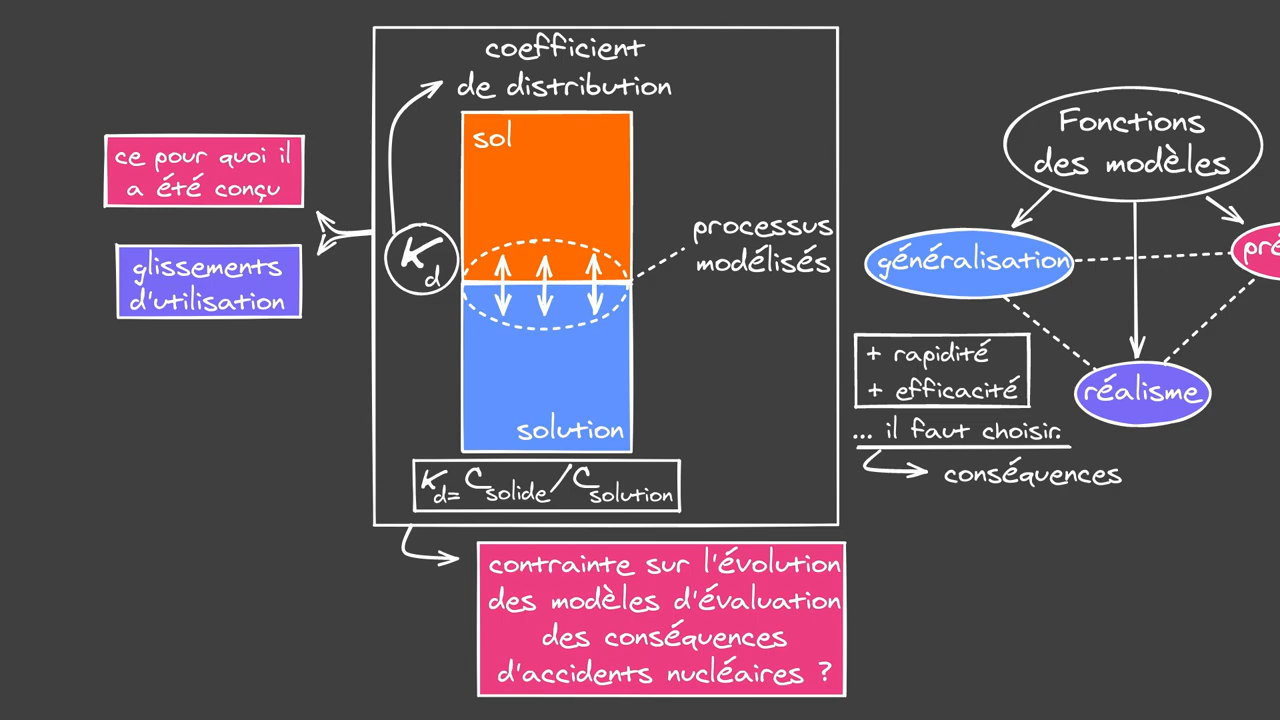 coefficient
de distribution
sol
ce pour quoi il
a été conçu
glissements
d'utilisation
Kd
processus
modélisés
solution
Kd= Csolide/Csolution
contrainte sur l'évolution
des modèles d'évaluation
des conséquences
d'accidents nucléaires ?
Fonctions
des modèles
généralisation
pré
réalisme
+ rapidité
+ efficacité
... il faut choisir.
conséquences